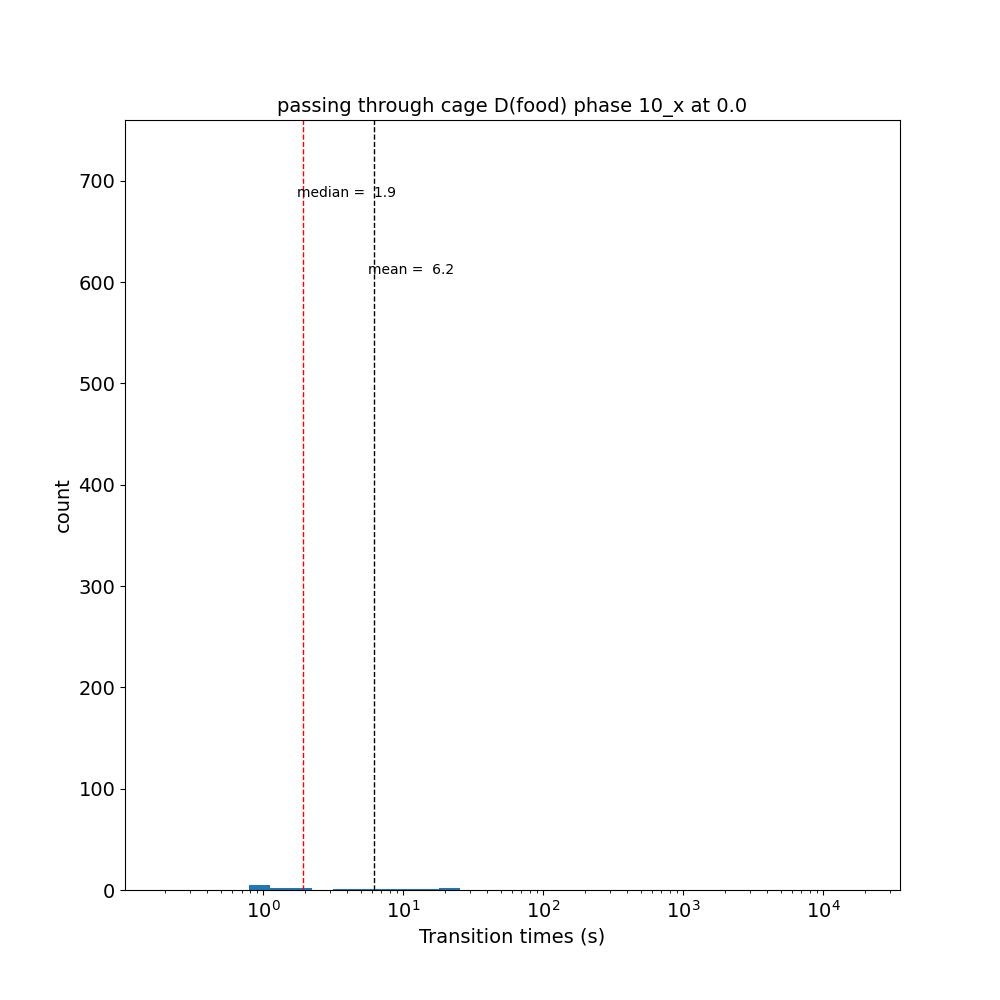 passing through cage D(food) phase 10_x at 0.0
700
median =  1.9
mean =  6.2
600
500
400
count
300
200
100
0
10⁰
10¹
10²
10³
10⁴
Transition times (s)